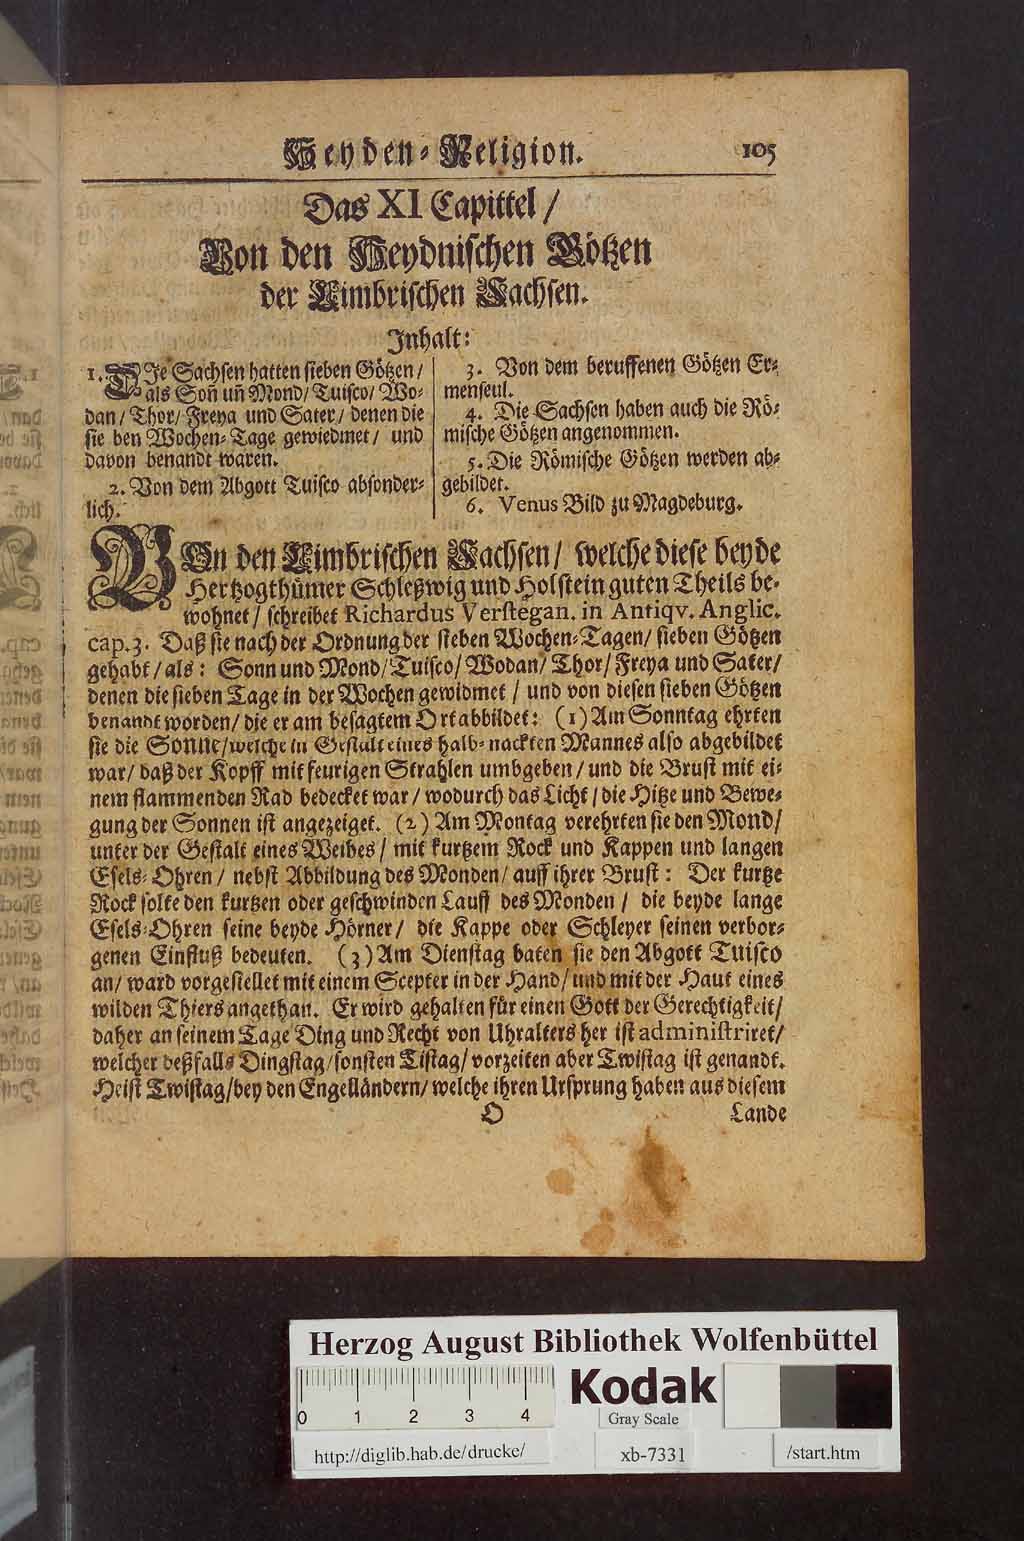 Heyden-Religion. 105
Das XI Capittel /
Von den Heydnischen Götzen
der Cimbrischen Sachsen.
Inhalt:
1. DIe Sachsen hatten sieben Götzen /
als Soñ uñ Mond / Tuisco / Wo-
dan / Thor / Freya und Sater / denen die
sie ben Wochen-Tage gewiedmet / und
davon benandt waren.
2. Von dem Abgott Tuisco absonder-
lich.
3. Von dem beruffenen Götzen Er-
menseul.
4. Die Sachsen haben auch die Rö-
mische Götzen angenommen.
5. Die Römische Götzen werden ab-
gebildet.
6. Venus Bild zu Magdeburg.
VOn den Cimbrischen Sachsen / welche diese beyde
Hertzogthümer Schleßwig und Holstein guten Theils be-
wohnet / schreibet Richardus Verstegan. in Antiqv. Anglic.
cap. 3. Daß sie nach der Ordnung der sieben Wochen-Tagen / sieben Götzen
gehabt / als: Sonn und Mond / Tuisco / Wodan / Thor / Freya und Sater /
denen die sieben Tage in der Wochen gewidmet / und von diesen sieben Götzen
benandt worden / die er am besagtem Ort abbildet: (1) Am Sonntag ehrten
sie die Sonne / welche in Gestalt eines halb-nackten Mannes also abgebildet
war / daß der Kopff mit feurigen Strahlen umbgeben / und die Brust mit ei-
nem flammenden Rad bedecket war / wodurch das Licht / die Hitze und Bewe-
gung der Sonnen ist angezeiget. (2) Am Montag verehrten sie den Mond /
unter der Gestalt eines Weibes / mit kurtzem Rock und Kappen und langen
Esels-Ohren / nebst Abbildung des Monden / auff ihrer Brust: Der kurtze
Rock solte den kurtzen oder geschwinden Lauff des Monden / die beyde lange
Esels-Ohren seine beyde Hörner / die Kappe oder Schleyer seinen verbor-
genen Einfluß bedeuten. (3) Am Dienstag baten sie den Abgott Tuisco
an / ward vorgestellet mit einem Scepter in der Hand / und mit der Haut eines
wilden Thiers angethan. Er wird gehalten für einen Gott der Gerechtigkeit /
daher an seinem Tage Ding und Recht von Uhralters her ist administriret /
welcher deßfalls Dingstag / sonsten Tistag / vorzeiten aber Twistag ist genandt.
Heist Twistag / bey den Engelländern / welche ihren Ursprung haben aus diesem
O Lande
Herzog August Bibliothek Wolfenbüttel
0 1 2 3 4
Kodak
Gray Scale
http://diglib.hab.de/drucke/ xb-7331 /start.htm